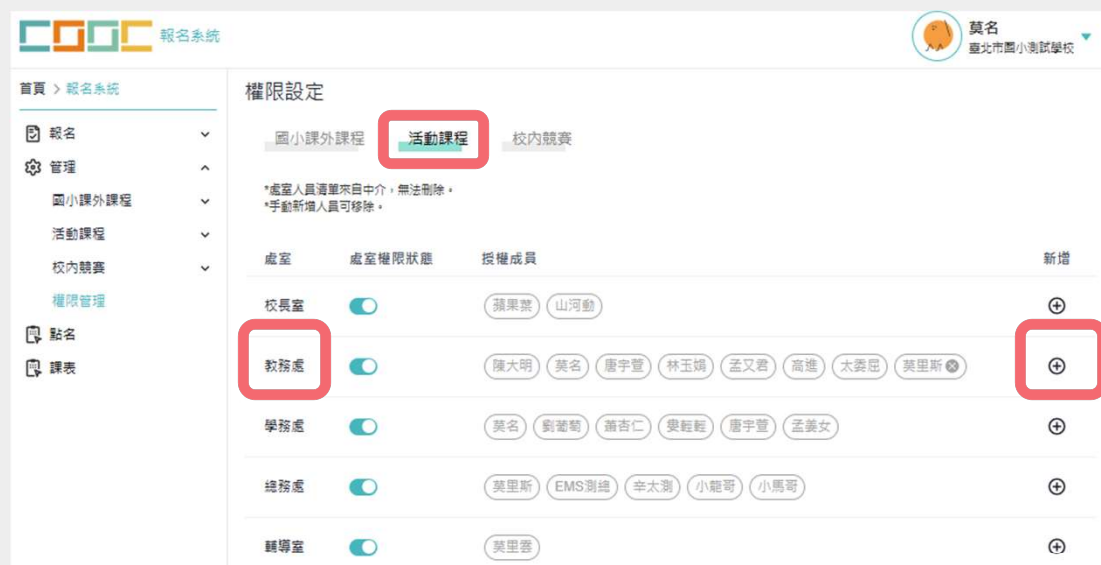 COOC 報名系統
莫名
臺北市國小測試學校
首頁 > 報名系統
報名
管理
國小課外課程
活動課程
校內競賽
權限管理
點名
課表
權限設定
國小課外課程 活動課程 校內競賽
*處室人員清單來自中介，無法刪除。
*手動新增人員可移除。
處室 處室權限狀態 授權成員 新增
校長室 蘋果葉 山河動
教務處 陳大明 莫名 唐宇萱 林玉娟 孟又君 高進 太委屈 莫里斯
學務處 莫名 劉葡萄 蕭杏仁 要輕輕 唐宇萱 孟姜女
總務處 莫里斯 EMS測總 辛太測 小龍哥 小馬哥
輔導室 莫里雲